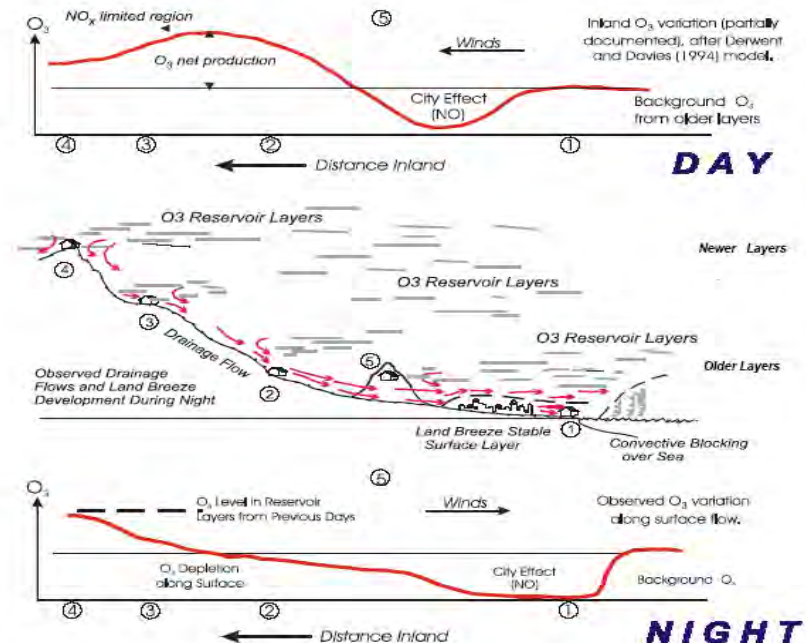 O₃
NOₓ limited region
O₃ net production
⑤
Winds
Inland O₃ variation (partially
documented), after Derwent
and Davies (1994) model.
City Effect
(NO)
Background O₃
from older layers
④
③
②
①
Distance Inland
DAY
O3 Reservoir Layers
Newer Layers
④
O3 Reservoir Layers
③
Drainage Flow
O3 Reservoir Layers
⑤
Older Layers
Observed Drainage
Flows and Land Breeze
Development During Night
②
Land Breeze Stable
Surface Layer
①
Convective Blocking
over Sea
O₃
O₃ Level in Reservoir
Layers from Previous Days
⑤
Winds
Observed O₃ variation
along surface flow.
O₃ Depletion
along Surface
City Effect
(NO)
Background O₃
④
③
②
①
Distance Inland
NIGHT